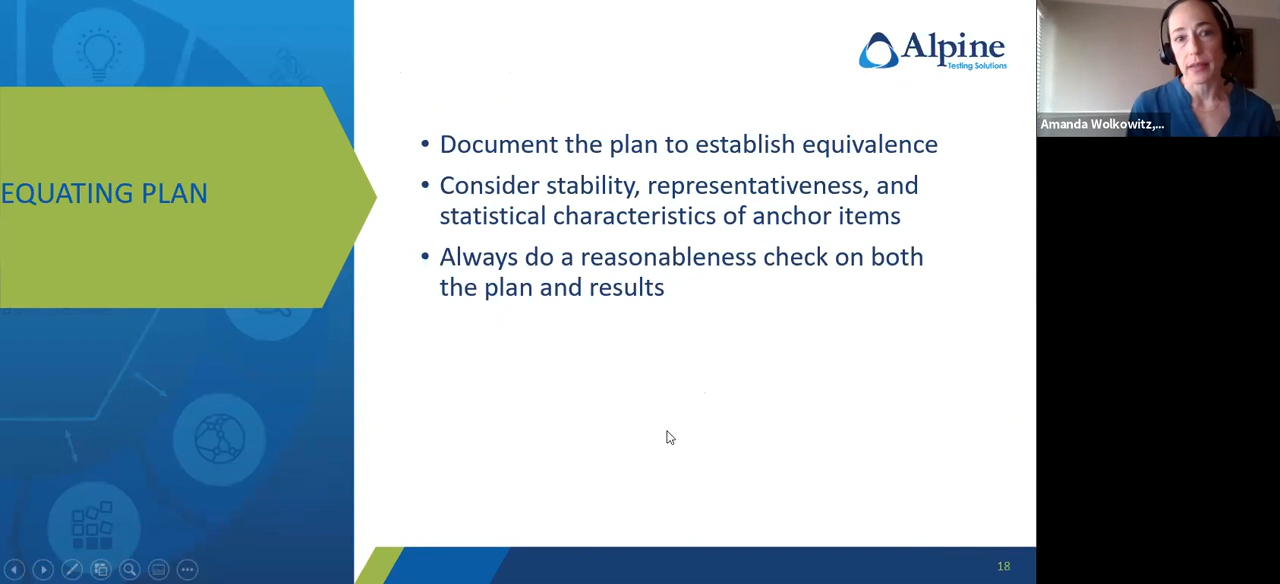 Alpine
Testing Solutions
EQUATING PLAN
• Document the plan to establish equivalence
• Consider stability, representativeness, and
statistical characteristics of anchor items
• Always do a reasonableness check on both
the plan and results
Amanda Wolkowitz,...
18